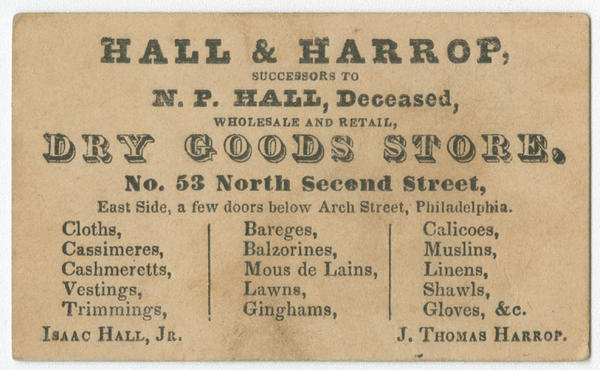 HALL & HARROP,
SUCCESSORS TO
N. P. HALL, Deceased,
WHOLESALE AND RETAIL,
DRY GOODS STORE,
No. 53 North Second Street,
East Side, a few doors below Arch Street, Philadelphia.
Cloths,
Cassimeres,
Cashmeretts,
Vestings,
Trimmings,
Bareges,
Balzorines,
Mous de Lains,
Lawns,
Ginghams,
Calicoes,
Muslins,
Linens,
Shawls,
Gloves, &c.
ISAAC HALL, JR.
J. THOMAS HARROP.